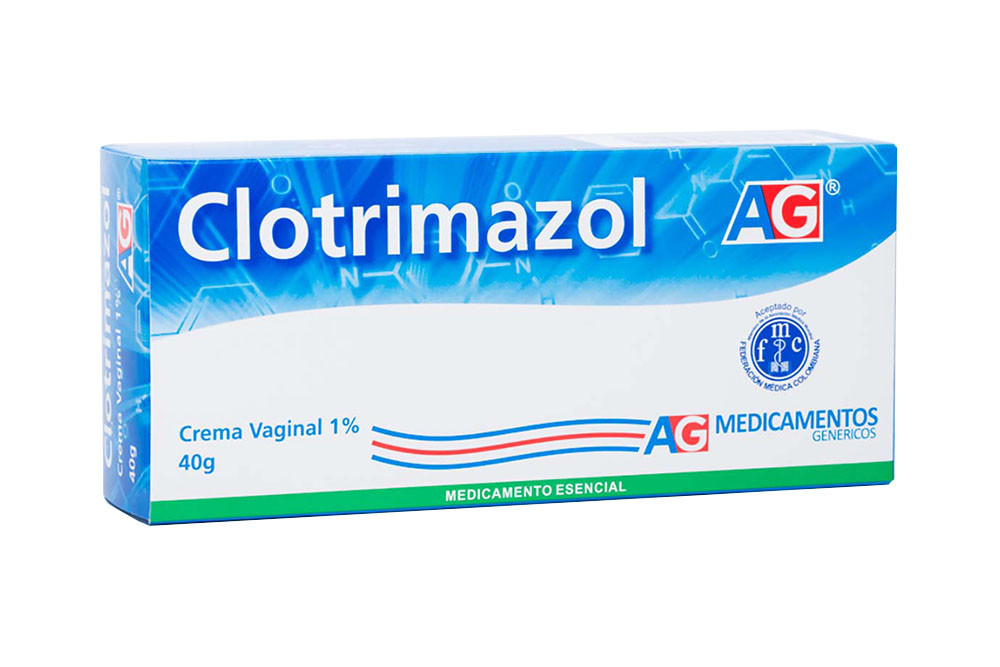 Clotrimazol
AG®
Aceptado por
f m c
FEDERACIÓN MÉDICA COLOMBIANA
Crema Vaginal 1%
40g
AG MEDICAMENTOS
GENERICOS
MEDICAMENTO ESENCIAL
Clotrimazol
Crema Vaginal 1%
40g
AG®